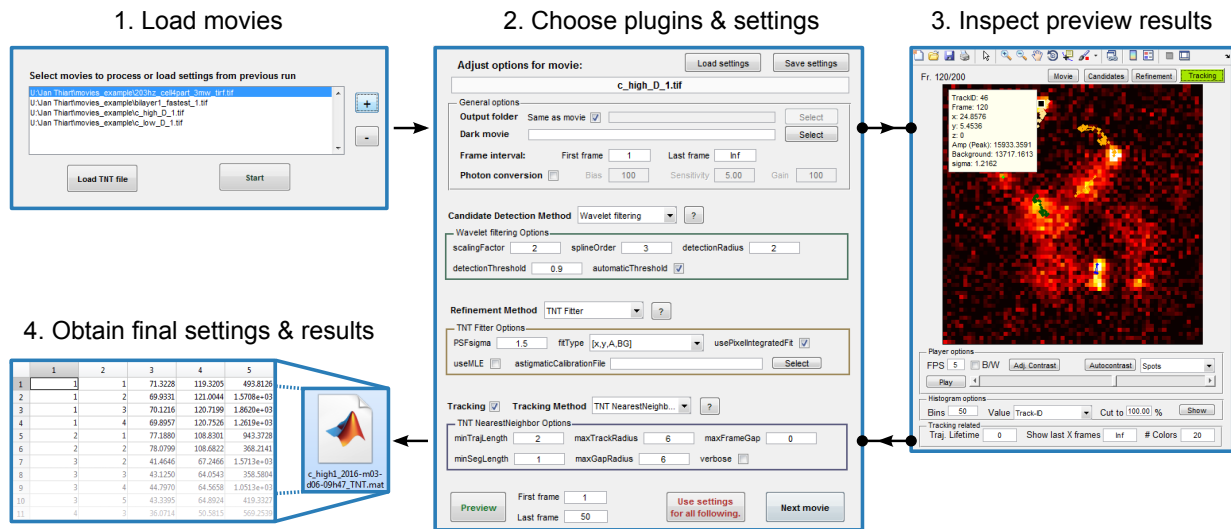 1. Load movies
Select movies to process or load settings from previous run
U:\Jan Thiart\movies_example\203hz_cell4part_3mw_tirf.tif
U:\Jan Thiart\movies_example\bilayer1_fastest_1.tif
U:\Jan Thiart\movies_example\c_high_D_1.tif
U:\Jan Thiart\movies_example\c_low_D_1.tif
+
-
Load TNT file
Start
2. Choose plugins & settings
Adjust options for movie:
Load settings
Save settings
c_high_D_1.tif
General options
Output folder Same as movie Select
Dark movie Select
Frame interval: First frame 1 Last frame Inf
Photon conversion Bias 100 Sensitivity 5.00 Gain 100
Candidate Detection Method Wavelet filtering ?
Wavelet filtering Options
scalingFactor 2 splineOrder 3 detectionRadius 2
detectionThreshold 0.9 automaticThreshold
Refinement Method TNT Fitter ?
TNT Fitter Options
PSFsigma 1.5 fitType [x,y,A,BG] usePixelIntegratedFit
useMLE astigmaticCalibrationFile Select
Tracking Tracking Method TNT NearestNeighb... ?
TNT NearestNeighbor Options
minTrajLength 2 maxTrackRadius 6 maxFrameGap 0
minSegLength 1 maxGapRadius 6 verbose
Preview
First frame 1
Last frame 50
Use settings
for all following.
Next movie
3. Inspect preview results
Fr. 120/200
Movie Candidates Refinement Tracking
TrackID: 46
Frame: 120
x: 24.8576
y: 5.4536
z: 0
Amp (Peak): 15933.3591
Background: 13717.1613
sigma: 1.2162
Player options
FPS 5 B/W Adj. Contrast Autocontrast Spots
Play
Histogram options
Bins 50 Value Track-ID Cut to 100.00 % Show
Tracking related
Traj. Lifetime 0 Show last X frames Inf # Colors 20
4. Obtain final settings & results
1 2 3 4 5
1 1 1 71.3228 119.3205 493.8126
2 1 2 69.9331 121.0044 1.5708e+03
3 1 3 70.1216 120.7199 1.8620e+03
4 1 4 69.8957 120.7526 1.2619e+03
5 2 1 77.1880 108.8301 943.3728
6 2 2 78.0799 108.6822 368.2141
7 3 2 41.4646 67.2466 1.5713e+03
8 3 3 43.1250 64.0543 358.5804
9 3 4 44.7970 64.5658 1.0513e+03
10 3 5 43.3395 64.8924 419.3327
11 4 3 36.0714 50.5815 569.2539
c_high1_2016-m03-
d06-09h47_TNT.mat